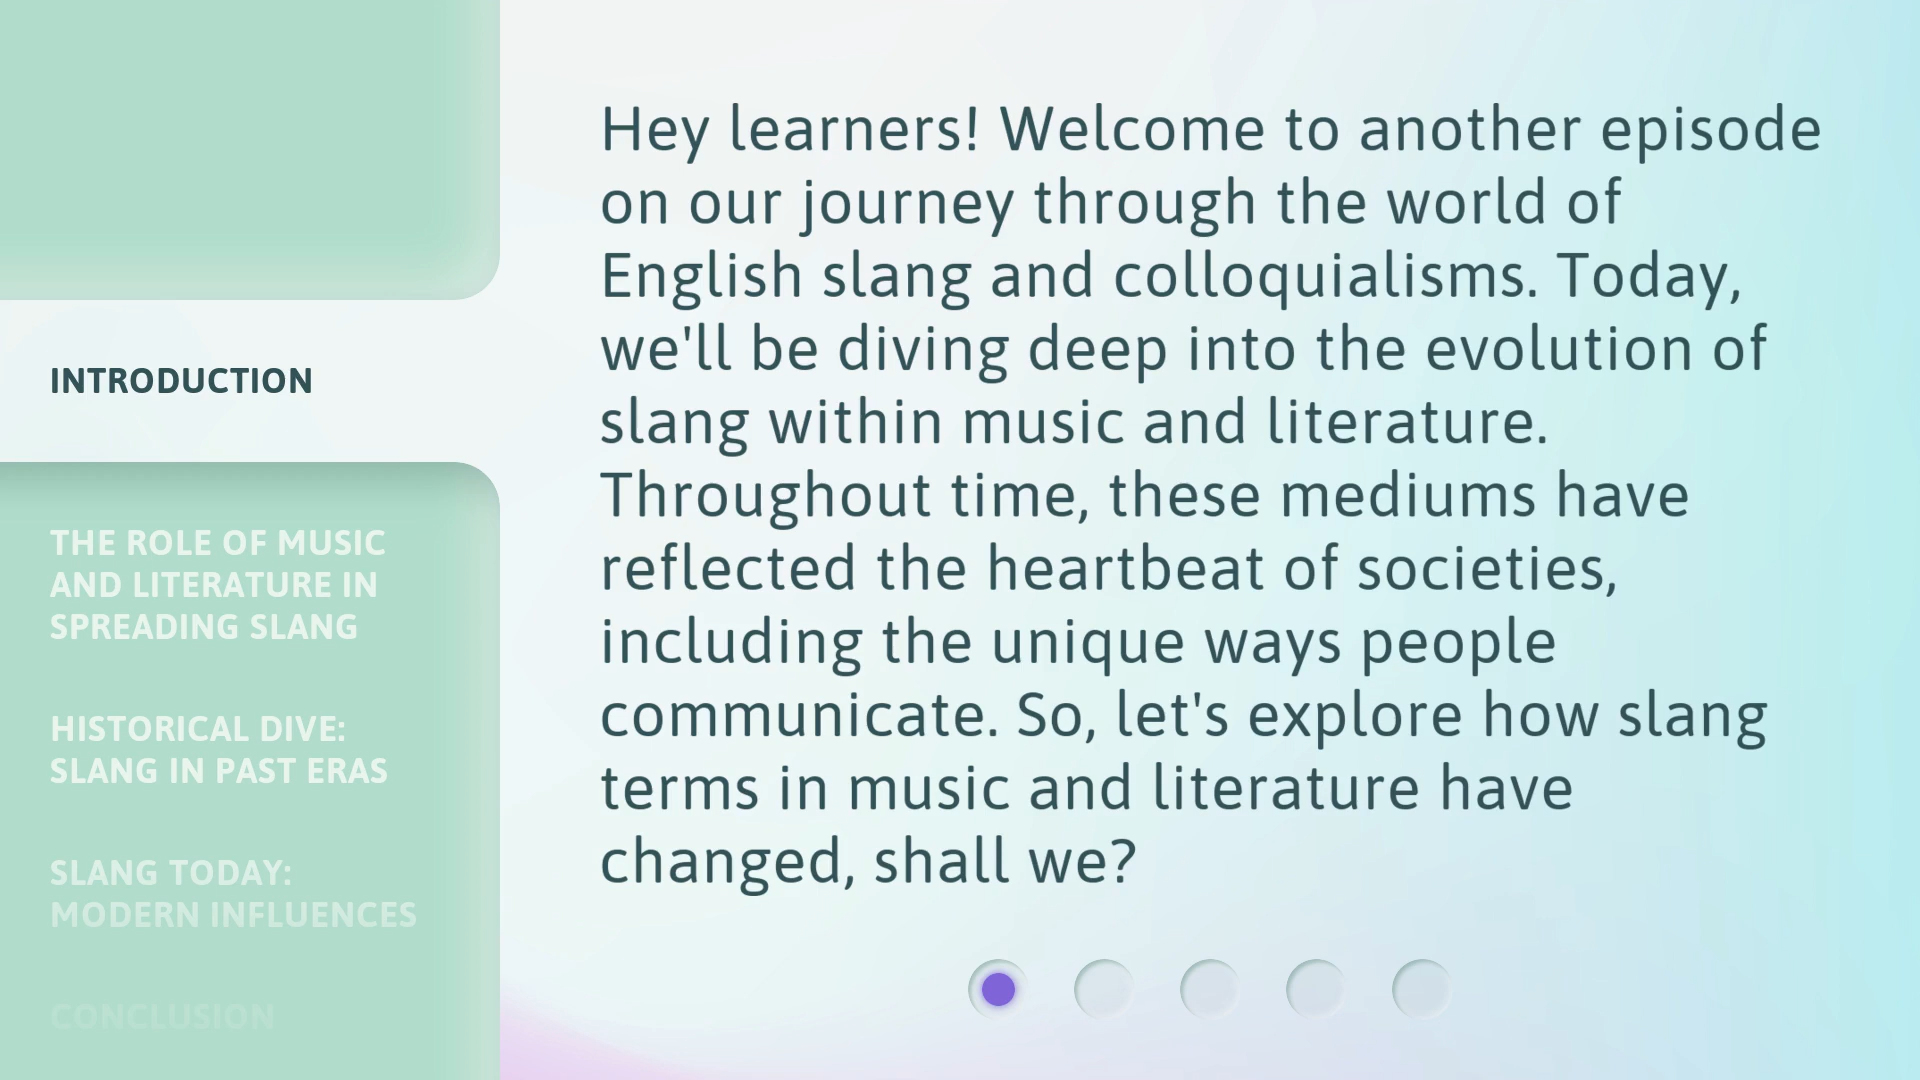 INTRODUCTION
THE ROLE OF MUSIC
AND LITERATURE IN
SPREADING SLANG
HISTORICAL DIVE:
SLANG IN PAST ERAS
SLANG TODAY:
MODERN INFLUENCES
CONCLUSION
Hey learners! Welcome to another episode
on our journey through the world of
English slang and colloquialisms. Today,
we'll be diving deep into the evolution of
slang within music and literature.
Throughout time, these mediums have
reflected the heartbeat of societies,
including the unique ways people
communicate. So, let's explore how slang
terms in music and literature have
changed, shall we?